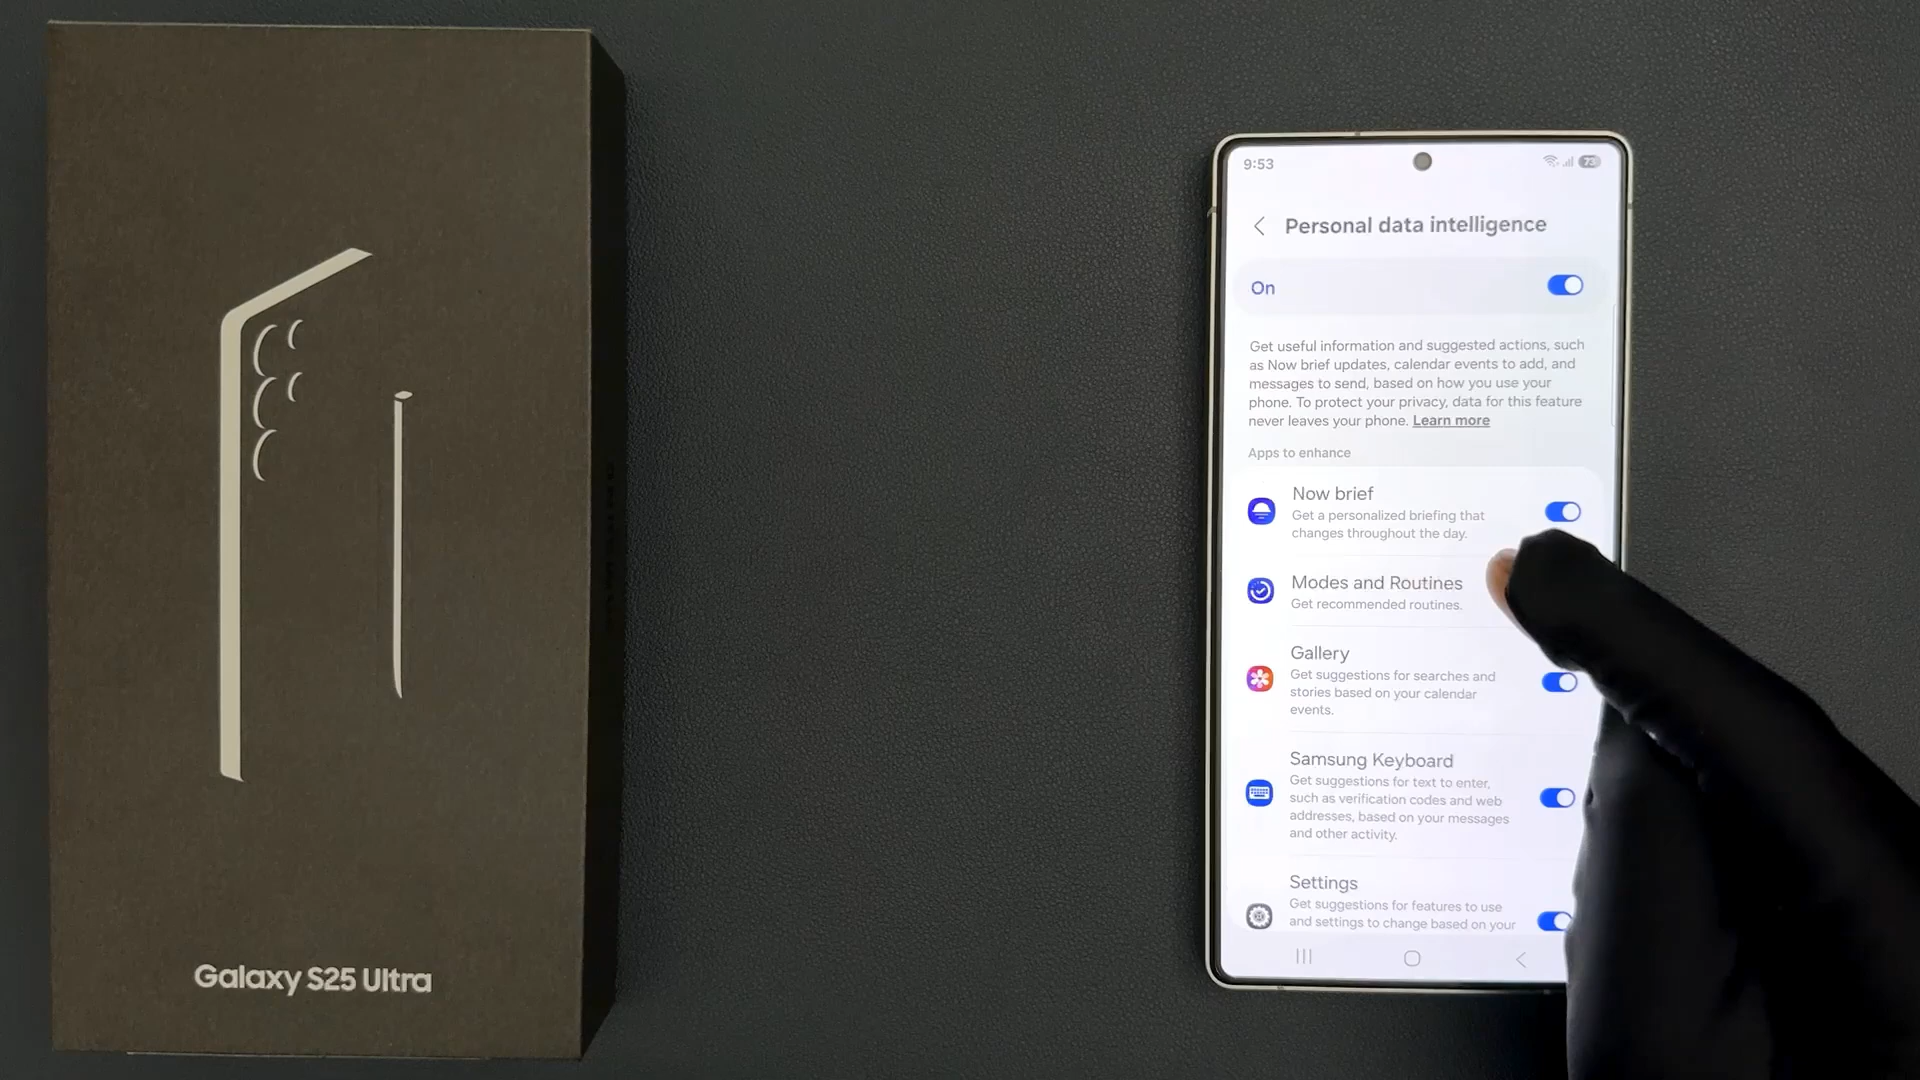 Galaxy S25 Ultra
9:53
73
Personal data intelligence
On
Get useful information and suggested actions, such
as Now brief updates, calendar events to add, and
messages to send, based on how you use your
phone. To protect your privacy, data for this feature
never leaves your phone. Learn more
Apps to enhance
Now brief
Get a personalized briefing that
changes throughout the day.
Modes and Routines
Get recommended routines.
Gallery
Get suggestions for searches and
stories based on your calendar
events.
Samsung Keyboard
Get suggestions for text to enter,
such as verification codes and web
addresses, based on your messages
and other activity.
Settings
Get suggestions for features to use
and settings to change based on your